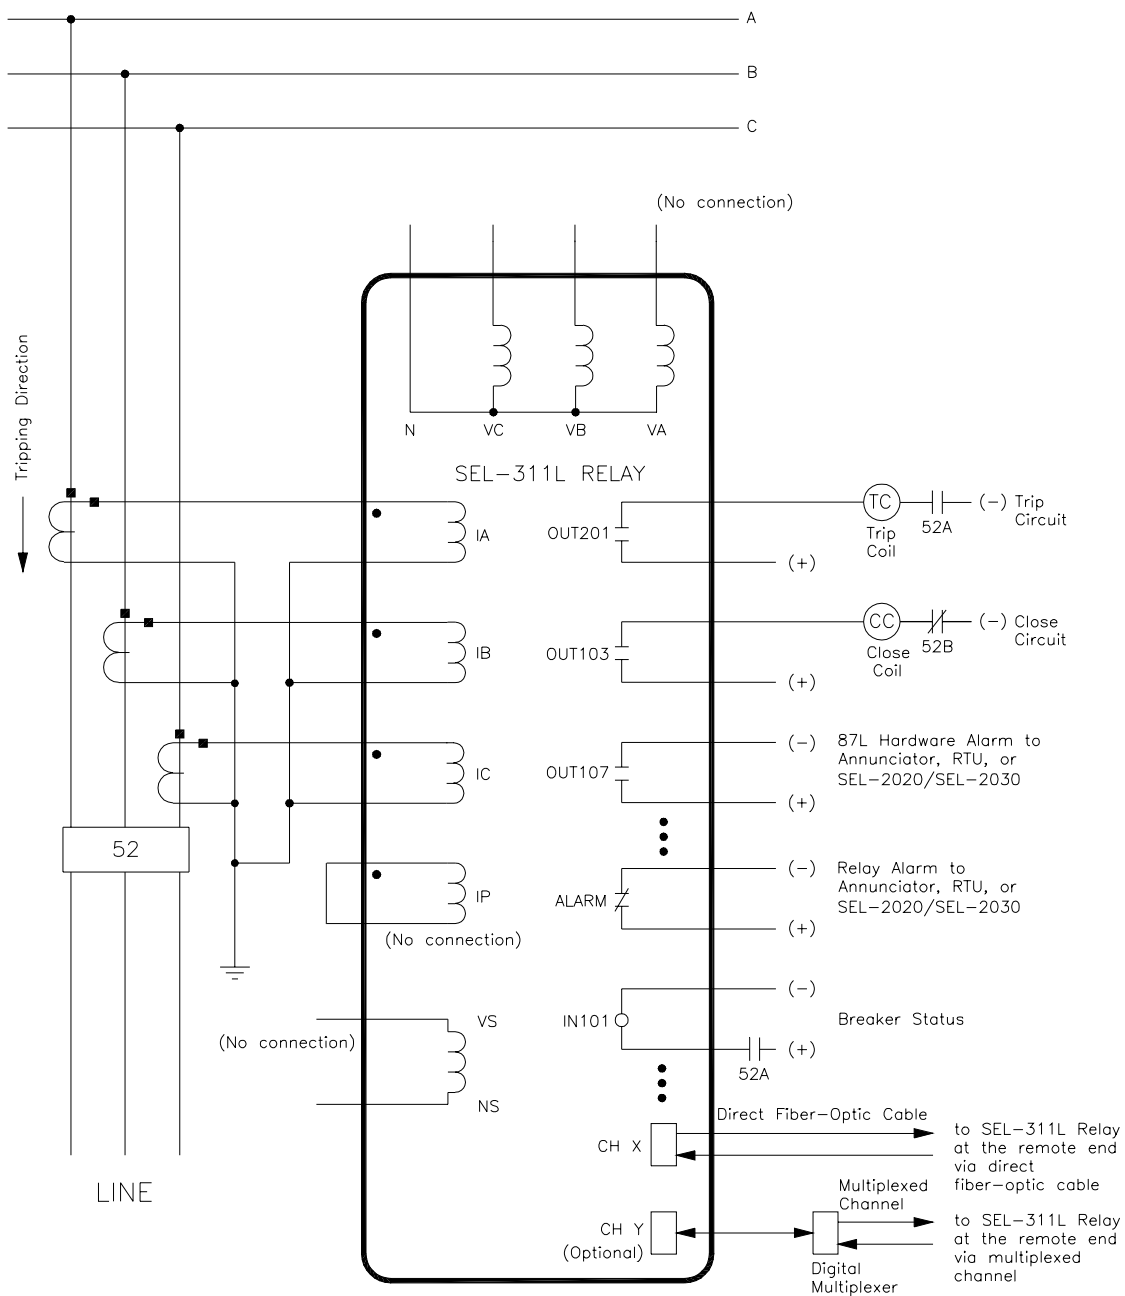 A
B
C
(No connection)
Tripping Direction
N
VC
VB
VA
SEL-311L RELAY
IA
OUT201
TC
Trip
Coil
52A
(-) Trip
Circuit
(+)
IB
OUT103
CC
Close
Coil
52B
(-) Close
Circuit
(+)
IC
OUT107
(-)
87L Hardware Alarm to
Annunciator, RTU, or
SEL-2020/SEL-2030
(+)
52
IP
(No connection)
ALARM
(-)
Relay Alarm to
Annunciator, RTU, or
SEL-2020/SEL-2030
(+)
VS
(No connection)
NS
IN101
(-)
Breaker Status
(+)
52A
LINE
CH X
Direct Fiber-Optic Cable
to SEL-311L Relay
at the remote end
via direct
fiber-optic cable
CH Y
(Optional)
Multiplexed
Channel
Digital
Multiplexer
to SEL-311L Relay
at the remote end
via multiplexed
channel